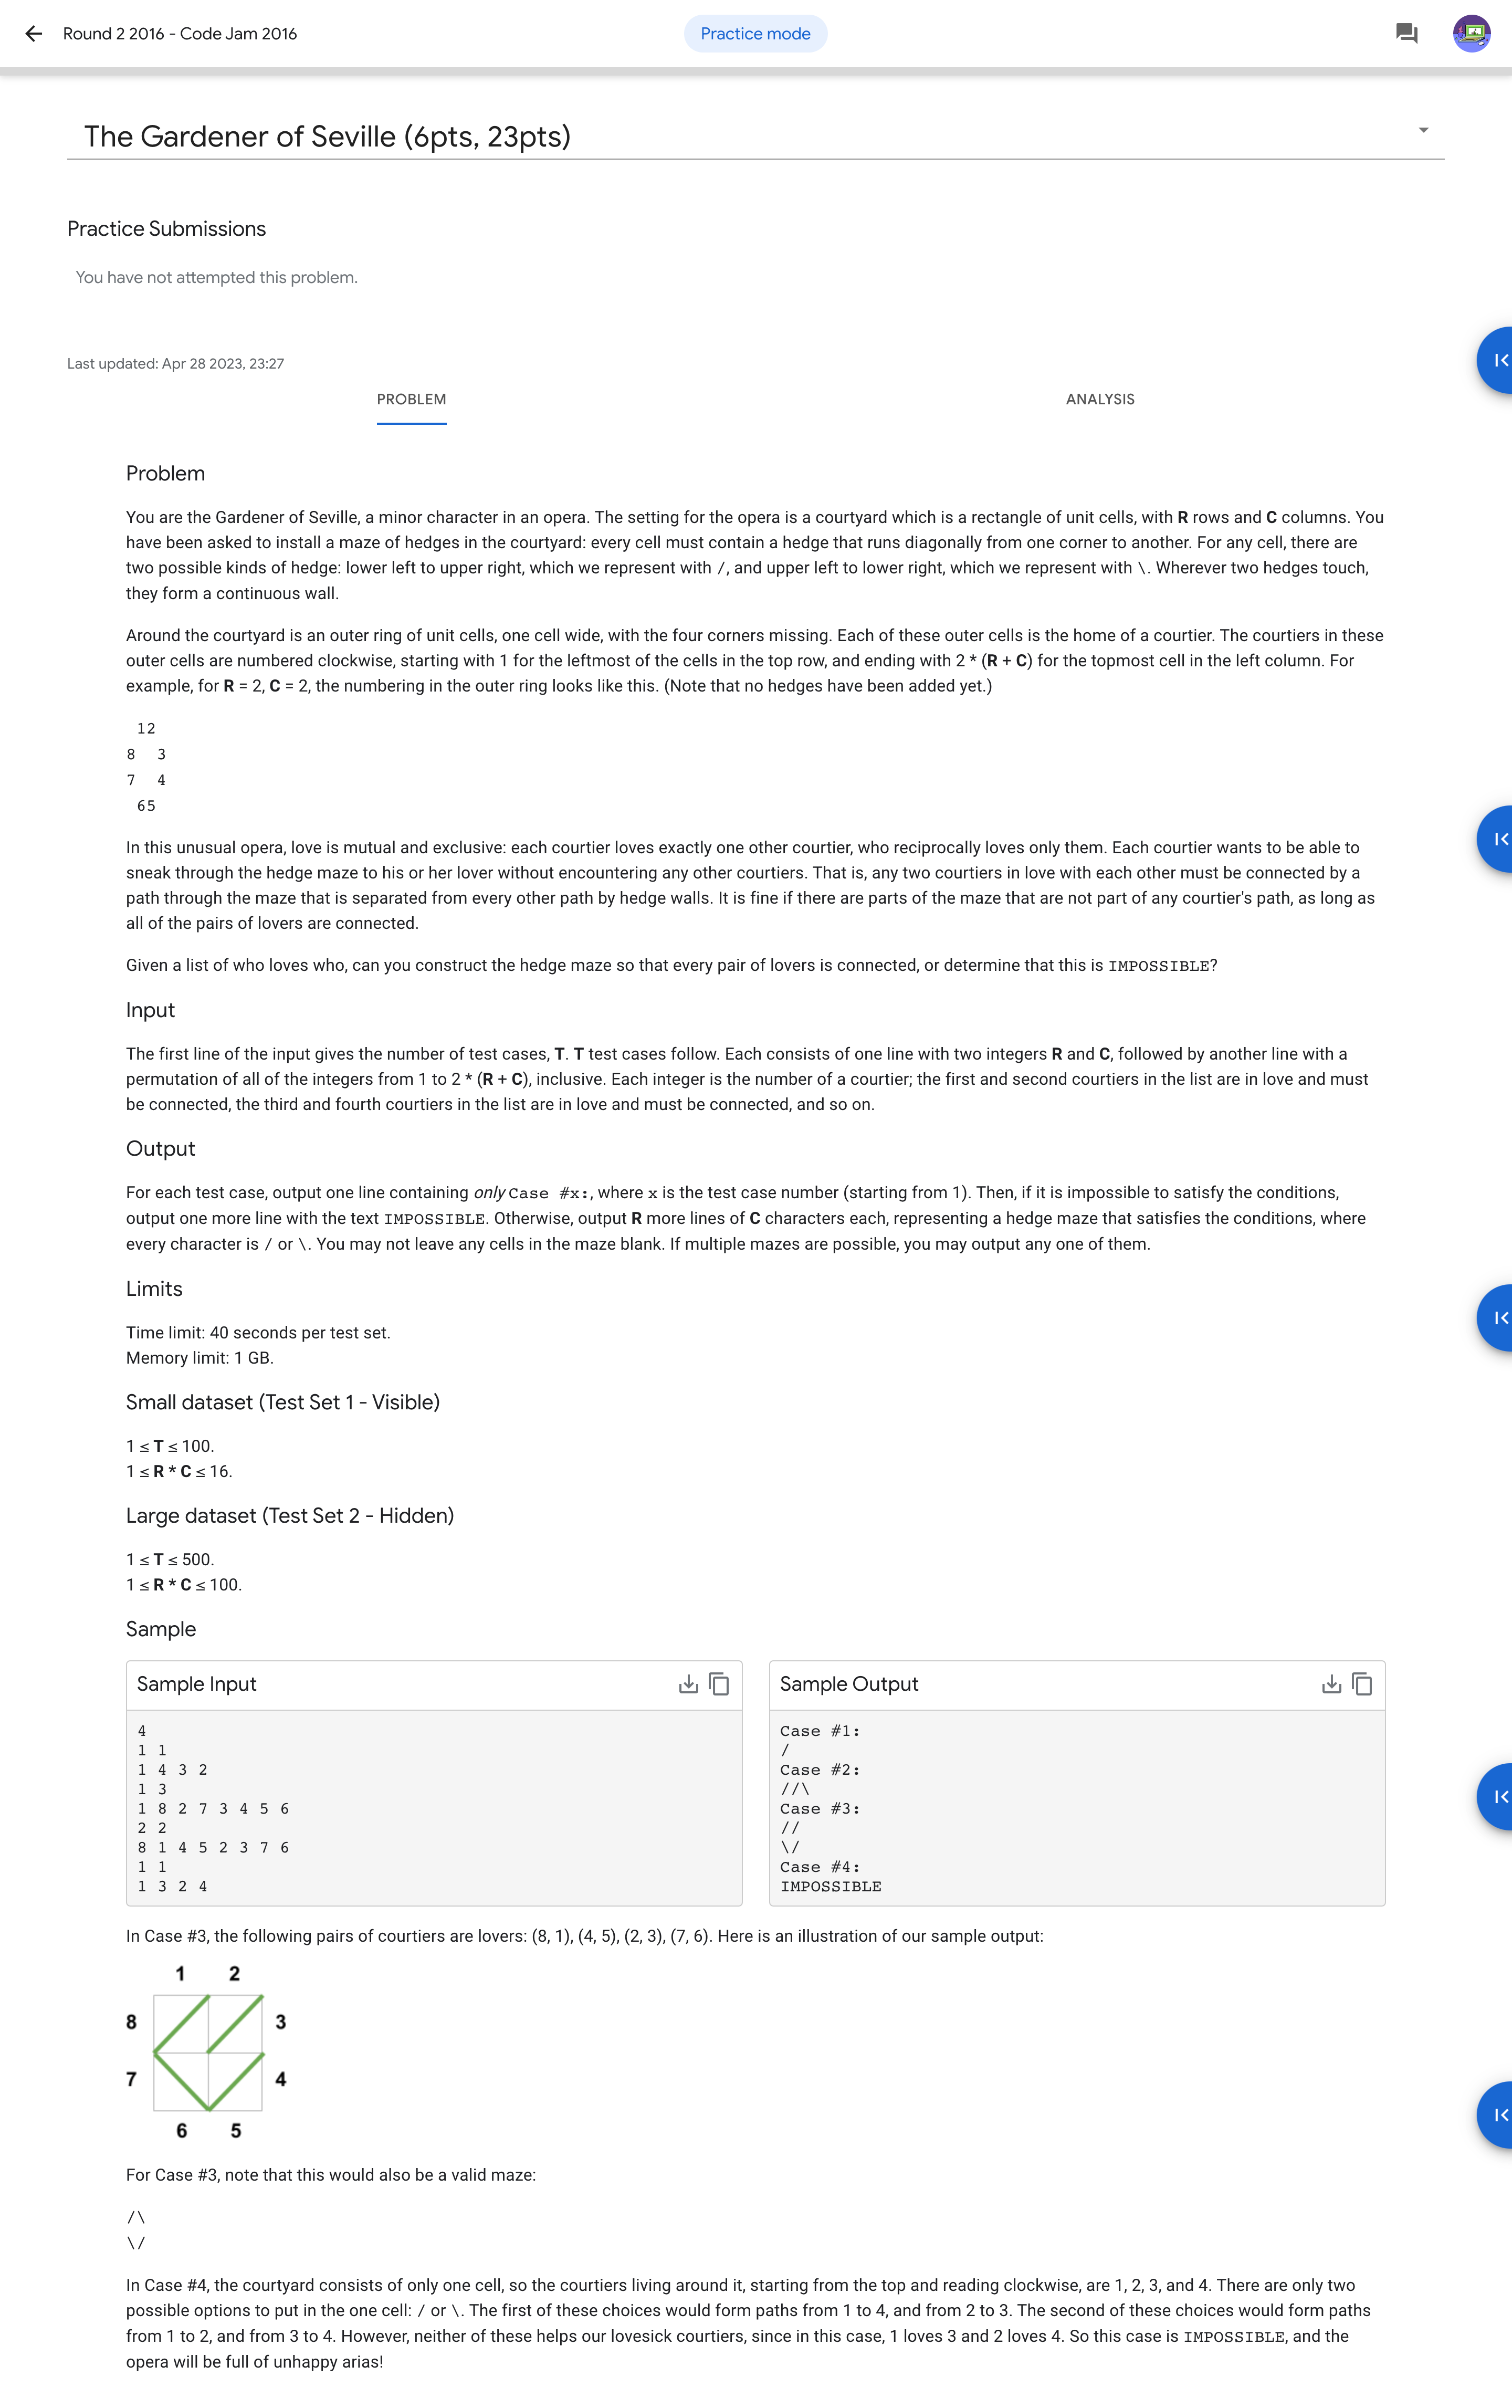 Round 2 2016 - Code Jam 2016
Practice mode
The Gardener of Seville (6pts, 23pts)
Practice Submissions
You have not attempted this problem.
Last updated: Apr 28 2023, 23:27
PROBLEM
ANALYSIS
Problem
You are the Gardener of Seville, a minor character in an opera. The setting for the opera is a courtyard which is a rectangle of unit cells, with R rows and C columns. You
have been asked to install a maze of hedges in the courtyard: every cell must contain a hedge that runs diagonally from one corner to another. For any cell, there are
two possible kinds of hedge: lower left to upper right, which we represent with /, and upper left to lower right, which we represent with \. Wherever two hedges touch,
they form a continuous wall.
Around the courtyard is an outer ring of unit cells, one cell wide, with the four corners missing. Each of these outer cells is the home of a courtier. The courtiers in these
outer cells are numbered clockwise, starting with 1 for the leftmost of the cells in the top row, and ending with 2 * (R + C) for the topmost cell in the left column. For
example, for R = 2, C = 2, the numbering in the outer ring looks like this. (Note that no hedges have been added yet.)
12
8 3
7 4
65
In this unusual opera, love is mutual and exclusive: each courtier loves exactly one other courtier, who reciprocally loves only them. Each courtier wants to be able to
sneak through the hedge maze to his or her lover without encountering any other courtiers. That is, any two courtiers in love with each other must be connected by a
path through the maze that is separated from every other path by hedge walls. It is fine if there are parts of the maze that are not part of any courtier's path, as long as
all of the pairs of lovers are connected.
Given a list of who loves who, can you construct the hedge maze so that every pair of lovers is connected, or determine that this is IMPOSSIBLE?
Input
The first line of the input gives the number of test cases, T. T test cases follow. Each consists of one line with two integers R and C, followed by another line with a
permutation of all of the integers from 1 to 2 * (R + C), inclusive. Each integer is the number of a courtier; the first and second courtiers in the list are in love and must
be connected, the third and fourth courtiers in the list are in love and must be connected, and so on.
Output
For each test case, output one line containing only Case #x:, where x is the test case number (starting from 1). Then, if it is impossible to satisfy the conditions,
output one more line with the text IMPOSSIBLE. Otherwise, output R more lines of C characters each, representing a hedge maze that satisfies the conditions, where
every character is / or \. You may not leave any cells in the maze blank. If multiple mazes are possible, you may output any one of them.
Limits
Time limit: 40 seconds per test set.
Memory limit: 1 GB.
Small dataset (Test Set 1 - Visible)
1 ≤ T ≤ 100.
1 ≤ R * C ≤ 16.
Large dataset (Test Set 2 - Hidden)
1 ≤ T ≤ 500.
1 ≤ R * C ≤ 100.
Sample
Sample Input
4
1 1
1 4 3 2
1 3
1 8 2 7 3 4 5 6
2 2
8 1 4 5 2 3 7 6
1 1
1 3 2 4
Sample Output
Case #1:
/
Case #2:
//\
Case #3:
//
\/
Case #4:
IMPOSSIBLE
In Case #3, the following pairs of courtiers are lovers: (8, 1), (4, 5), (2, 3), (7, 6). Here is an illustration of our sample output:
1 2
8 3
7 4
6 5
For Case #3, note that this would also be a valid maze:
/\
\/
In Case #4, the courtyard consists of only one cell, so the courtiers living around it, starting from the top and reading clockwise, are 1, 2, 3, and 4. There are only two
possible options to put in the one cell: / or \. The first of these choices would form paths from 1 to 4, and from 2 to 3. The second of these choices would form paths
from 1 to 2, and from 3 to 4. However, neither of these helps our lovesick courtiers, since in this case, 1 loves 3 and 2 loves 4. So this case is IMPOSSIBLE, and the
opera will be full of unhappy arias!